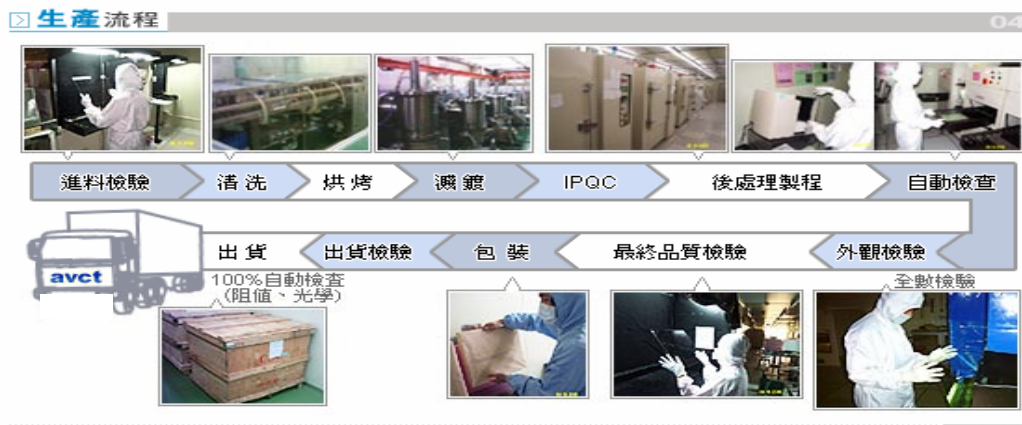 生產流程
04
進料檢驗
清洗
烘烤
濺鍍
IPQC
後處理製程
自動檢查
外觀檢驗
全數檢驗
最終品質檢驗
包裝
出貨檢驗
出貨
100%自動檢查
(阻值、光學)
avct